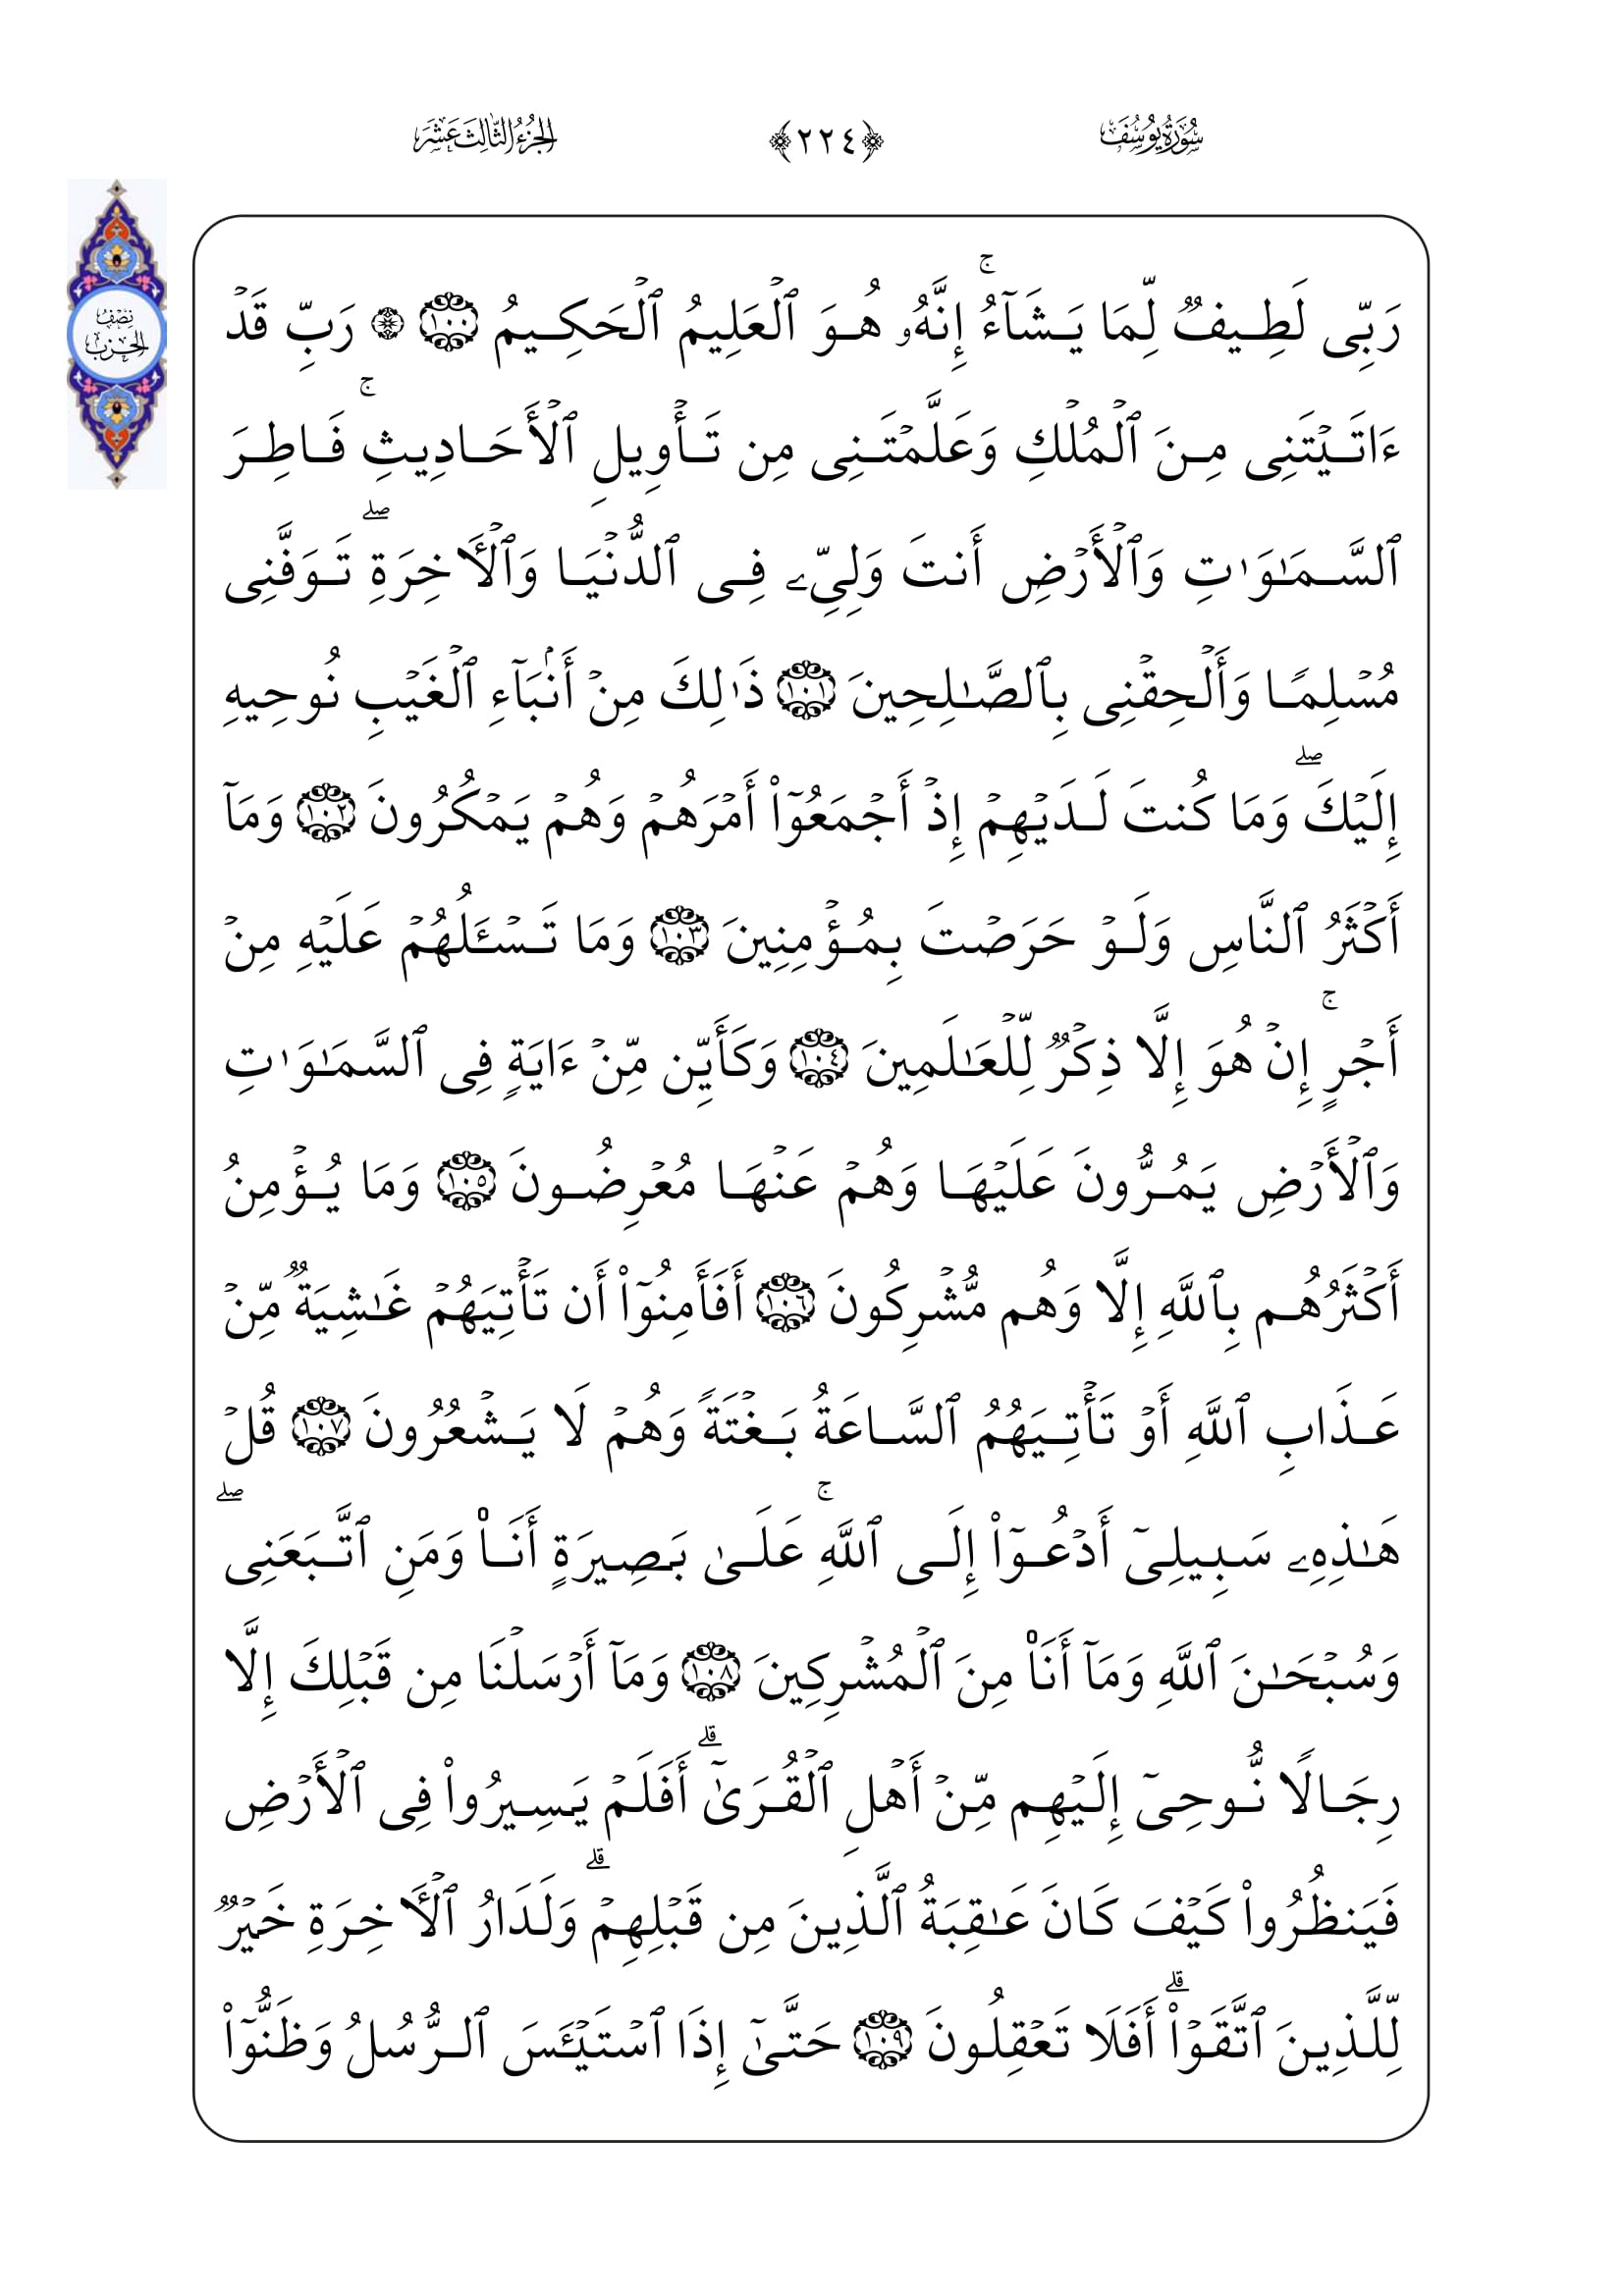 سُورَةُ يُوسُفَ ﴿٢٢٤﴾ الجُزْءُ الثَّالِثَ عَشَرَ
نِصْفُ
الحِزْبِ
رَبِّى لَطِيفٌ لِّمَا يَشَآءُۚ إِنَّهُۥ هُوَ ٱلْعَلِيمُ ٱلْحَكِيمُ ١٠٠ ۞ رَبِّ قَدْ
ءَاتَيْتَنِى مِنَ ٱلْمُلْكِ وَعَلَّمْتَنِى مِن تَأْوِيلِ ٱلْأَحَادِيثِۚ فَاطِرَ
ٱلسَّمَـٰوَٰتِ وَٱلْأَرْضِ أَنتَ وَلِىِّۦ فِى ٱلدُّنْيَا وَٱلْـَٔاخِرَةِۖ تَوَفَّنِى
مُسْلِمًا وَأَلْحِقْنِى بِٱلصَّـٰلِحِينَ ١٠١ ذَٰلِكَ مِنْ أَنۢبَآءِ ٱلْغَيْبِ نُوحِيهِ
إِلَيْكَۖ وَمَا كُنتَ لَدَيْهِمْ إِذْ أَجْمَعُوٓا۟ أَمْرَهُمْ وَهُمْ يَمْكُرُونَ ١٠٢ وَمَآ
أَكْثَرُ ٱلنَّاسِ وَلَوْ حَرَصْتَ بِمُؤْمِنِينَ ١٠٣ وَمَا تَسْـَٔلُهُمْ عَلَيْهِ مِنْ
أَجْرٍۚ إِنْ هُوَ إِلَّا ذِكْرٌ لِّلْعَـٰلَمِينَ ١٠٤ وَكَأَيِّن مِّنْ ءَايَةٍ فِى ٱلسَّمَـٰوَٰتِ
وَٱلْأَرْضِ يَمُرُّونَ عَلَيْهَا وَهُمْ عَنْهَا مُعْرِضُونَ ١٠٥ وَمَا يُؤْمِنُ
أَكْثَرُهُم بِٱللَّهِ إِلَّا وَهُم مُّشْرِكُونَ ١٠٦ أَفَأَمِنُوٓا۟ أَن تَأْتِيَهُمْ غَـٰشِيَةٌ مِّنْ
عَذَابِ ٱللَّهِ أَوْ تَأْتِيَهُمُ ٱلسَّاعَةُ بَغْتَةً وَهُمْ لَا يَشْعُرُونَ ١٠٧ قُلْ
هَـٰذِهِۦ سَبِيلِىٓ أَدْعُوٓا۟ إِلَى ٱللَّهِۚ عَلَىٰ بَصِيرَةٍ أَنَا۠ وَمَنِ ٱتَّبَعَنِىۖ
وَسُبْحَـٰنَ ٱللَّهِ وَمَآ أَنَا۠ مِنَ ٱلْمُشْرِكِينَ ١٠٨ وَمَآ أَرْسَلْنَا مِن قَبْلِكَ إِلَّا
رِجَالًا نُّوحِىٓ إِلَيْهِم مِّنْ أَهْلِ ٱلْقُرَىٰٓۗ أَفَلَمْ يَسِيرُوا۟ فِى ٱلْأَرْضِ
فَيَنظُرُوا۟ كَيْفَ كَانَ عَـٰقِبَةُ ٱلَّذِينَ مِن قَبْلِهِمْۗ وَلَدَارُ ٱلْـَٔاخِرَةِ خَيْرٌ
لِّلَّذِينَ ٱتَّقَوْا۟ۗ أَفَلَا تَعْقِلُونَ ١٠٩ حَتَّىٰٓ إِذَا ٱسْتَيْـَٔسَ ٱلرُّسُلُ وَظَنُّوٓا۟